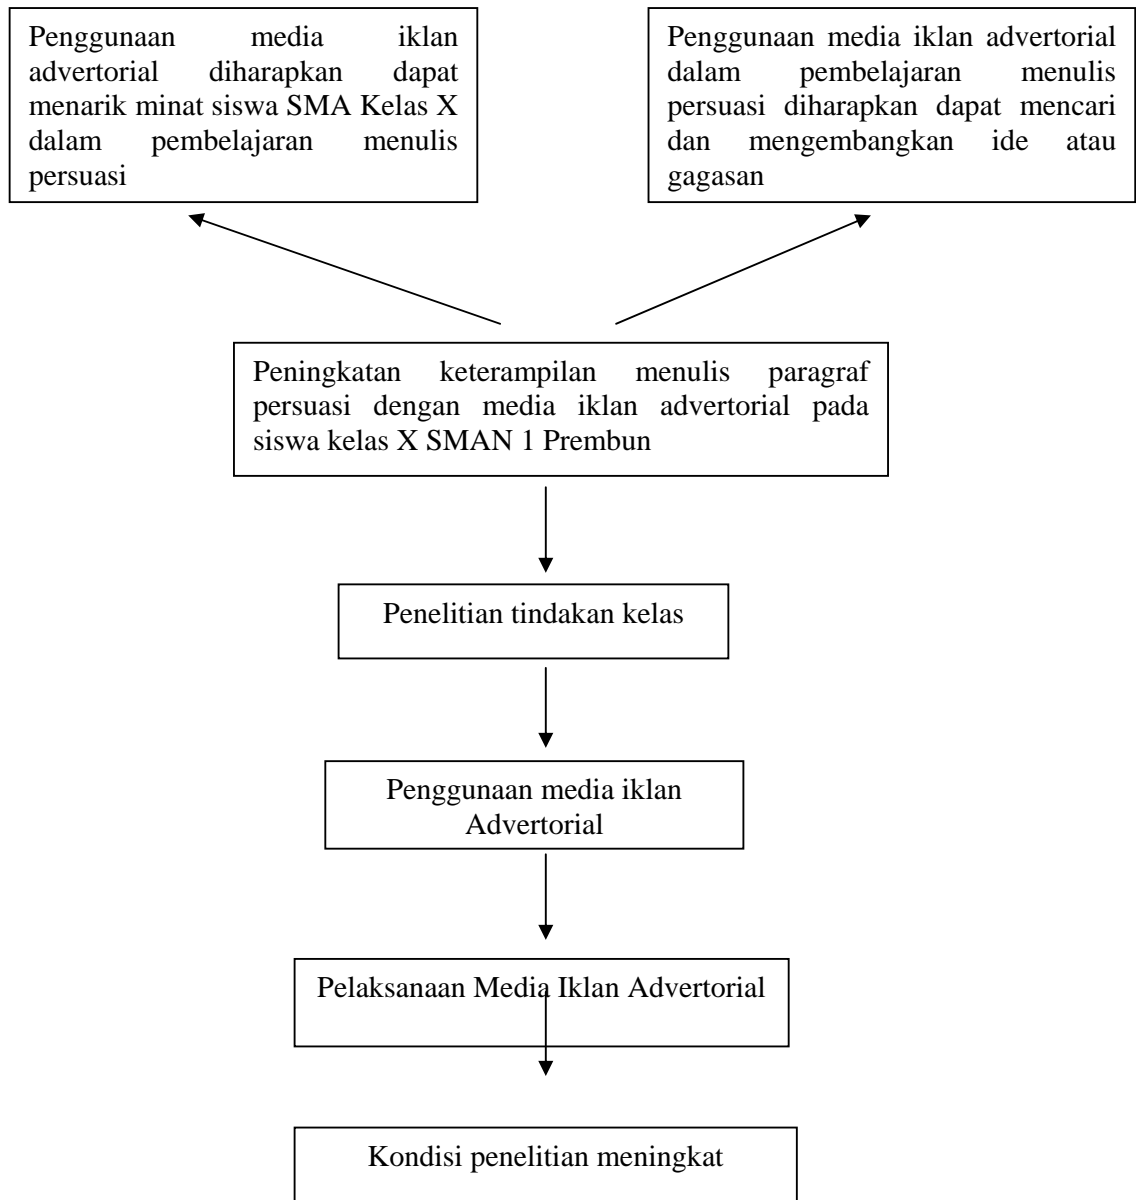 Penggunaan media iklan
advertorial diharapkan dapat
menarik minat siswa SMA Kelas X
dalam pembelajaran menulis
persuasi
Penggunaan media iklan advertorial
dalam pembelajaran menulis
persuasi diharapkan dapat mencari
dan mengembangkan ide atau
gagasan
Peningkatan keterampilan menulis paragraf
persuasi dengan media iklan advertorial pada
siswa kelas X SMAN 1 Prembun
Penelitian tindakan kelas
Penggunaan media iklan
Advertorial
Pelaksanaan Media Iklan Advertorial
Kondisi penelitian meningkat